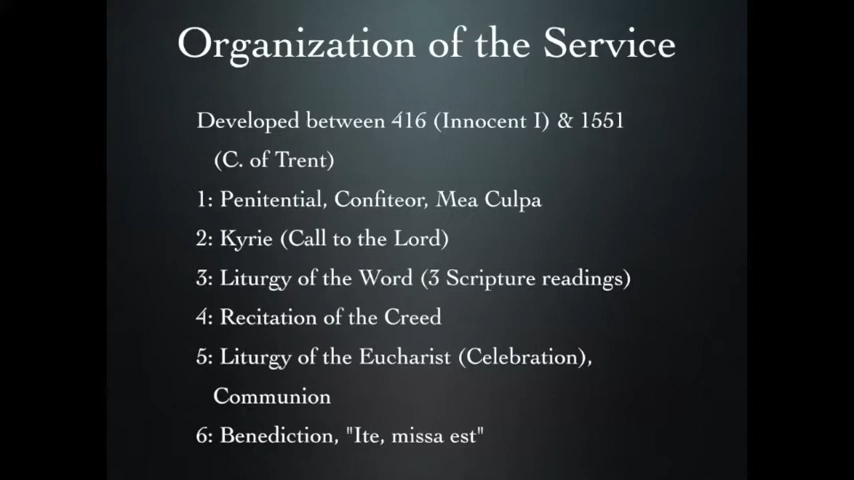 Organization of the Service
Developed between 416 (Innocent I) & 1551
(C. of Trent)
1: Penitential, Confiteor, Mea Culpa
2: Kyrie (Call to the Lord)
3: Liturgy of the Word (3 Scripture readings)
4: Recitation of the Creed
5: Liturgy of the Eucharist (Celebration),
Communion
6: Benediction, "Ite, missa est"